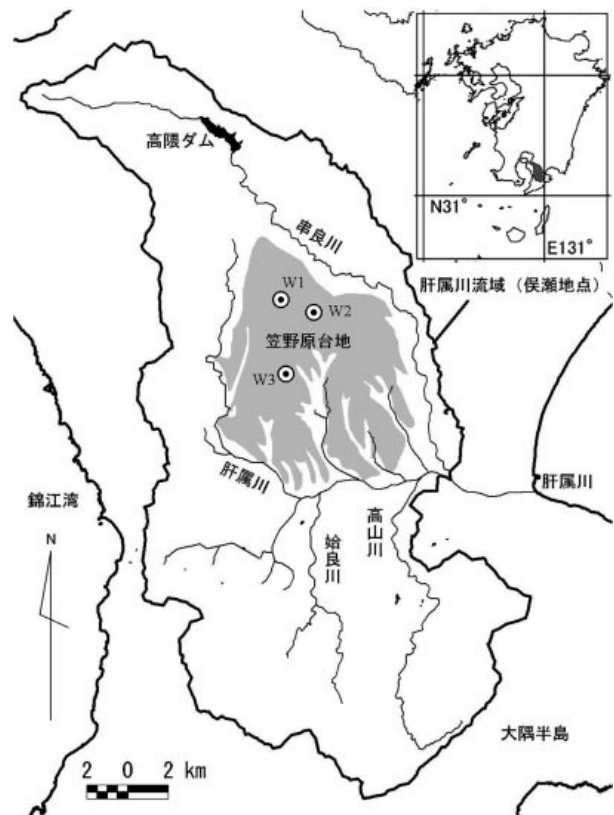 高隈ダム
N31°
E131°
串良川
肝属川流域（俣瀬地点）
W1
W2
笠野原台地
W3
肝属川
肝属川
錦江湾
高山川
姶良川
N
大隅半島
2 0 2 km